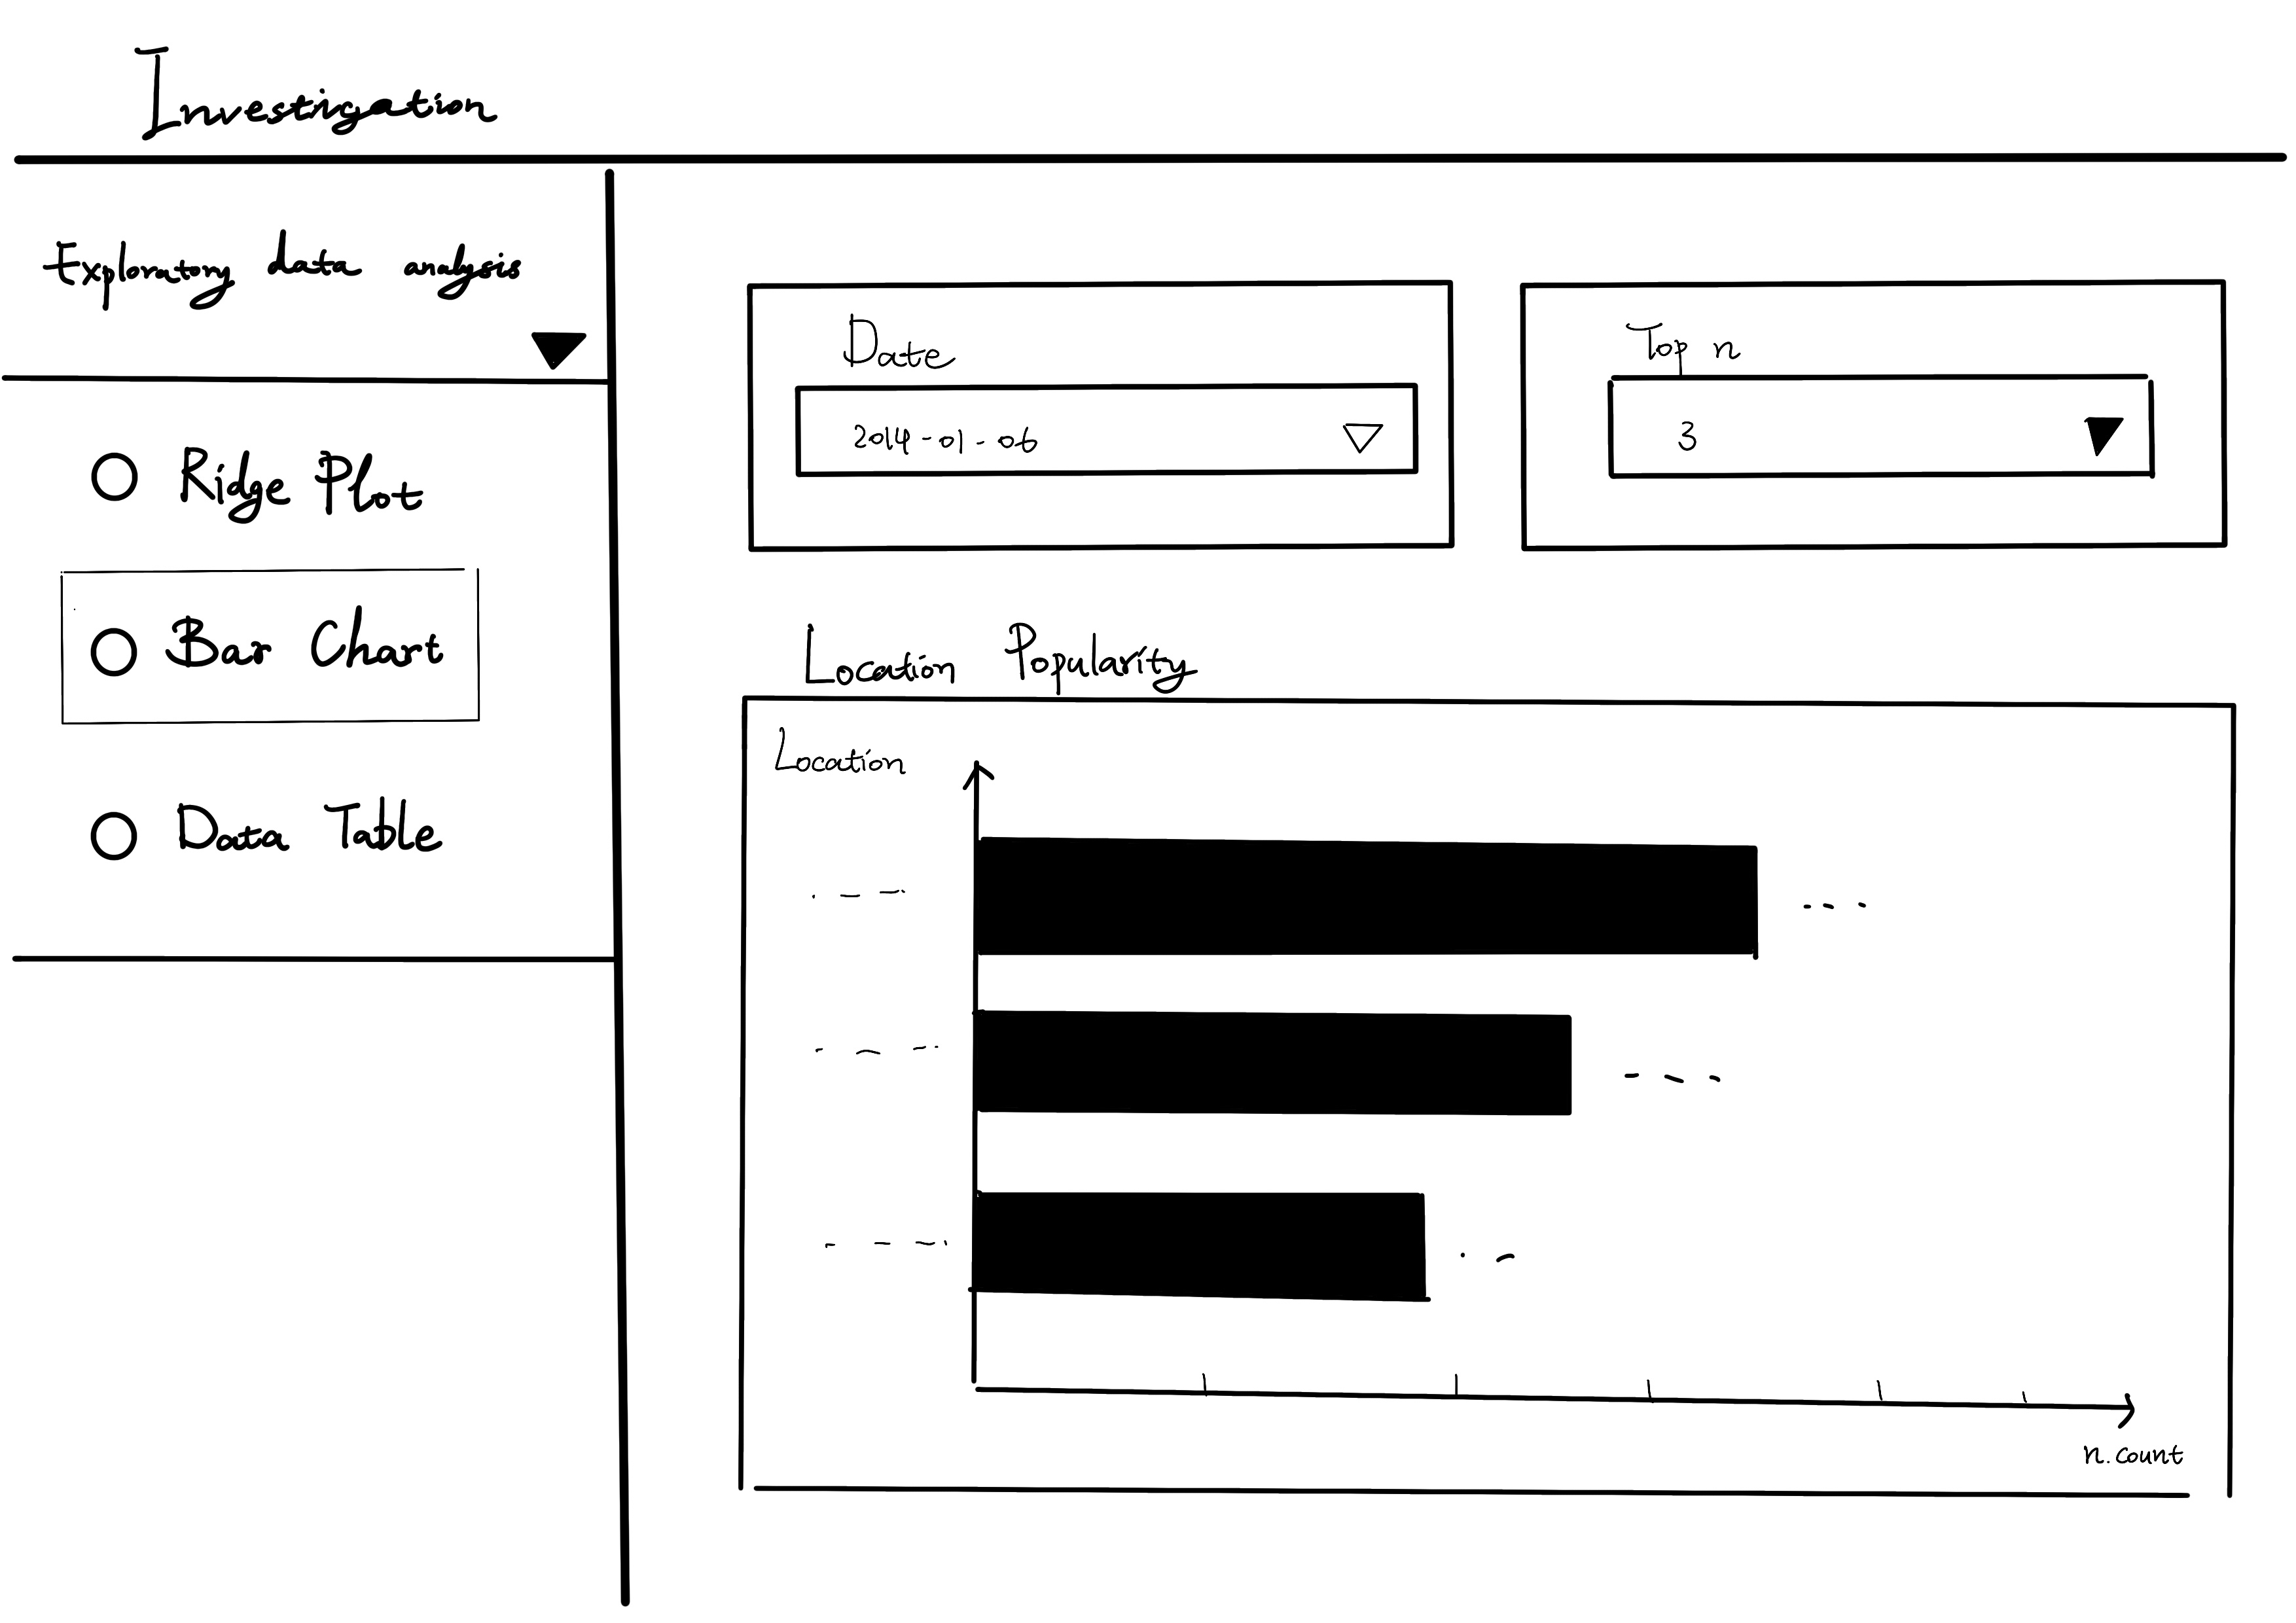 Investigation
Exploratory data analysis
Ridge Plot
Bar Chart
Data Table
Date
2014-01-06
Top n
3
Location Popularity
Location
n.count